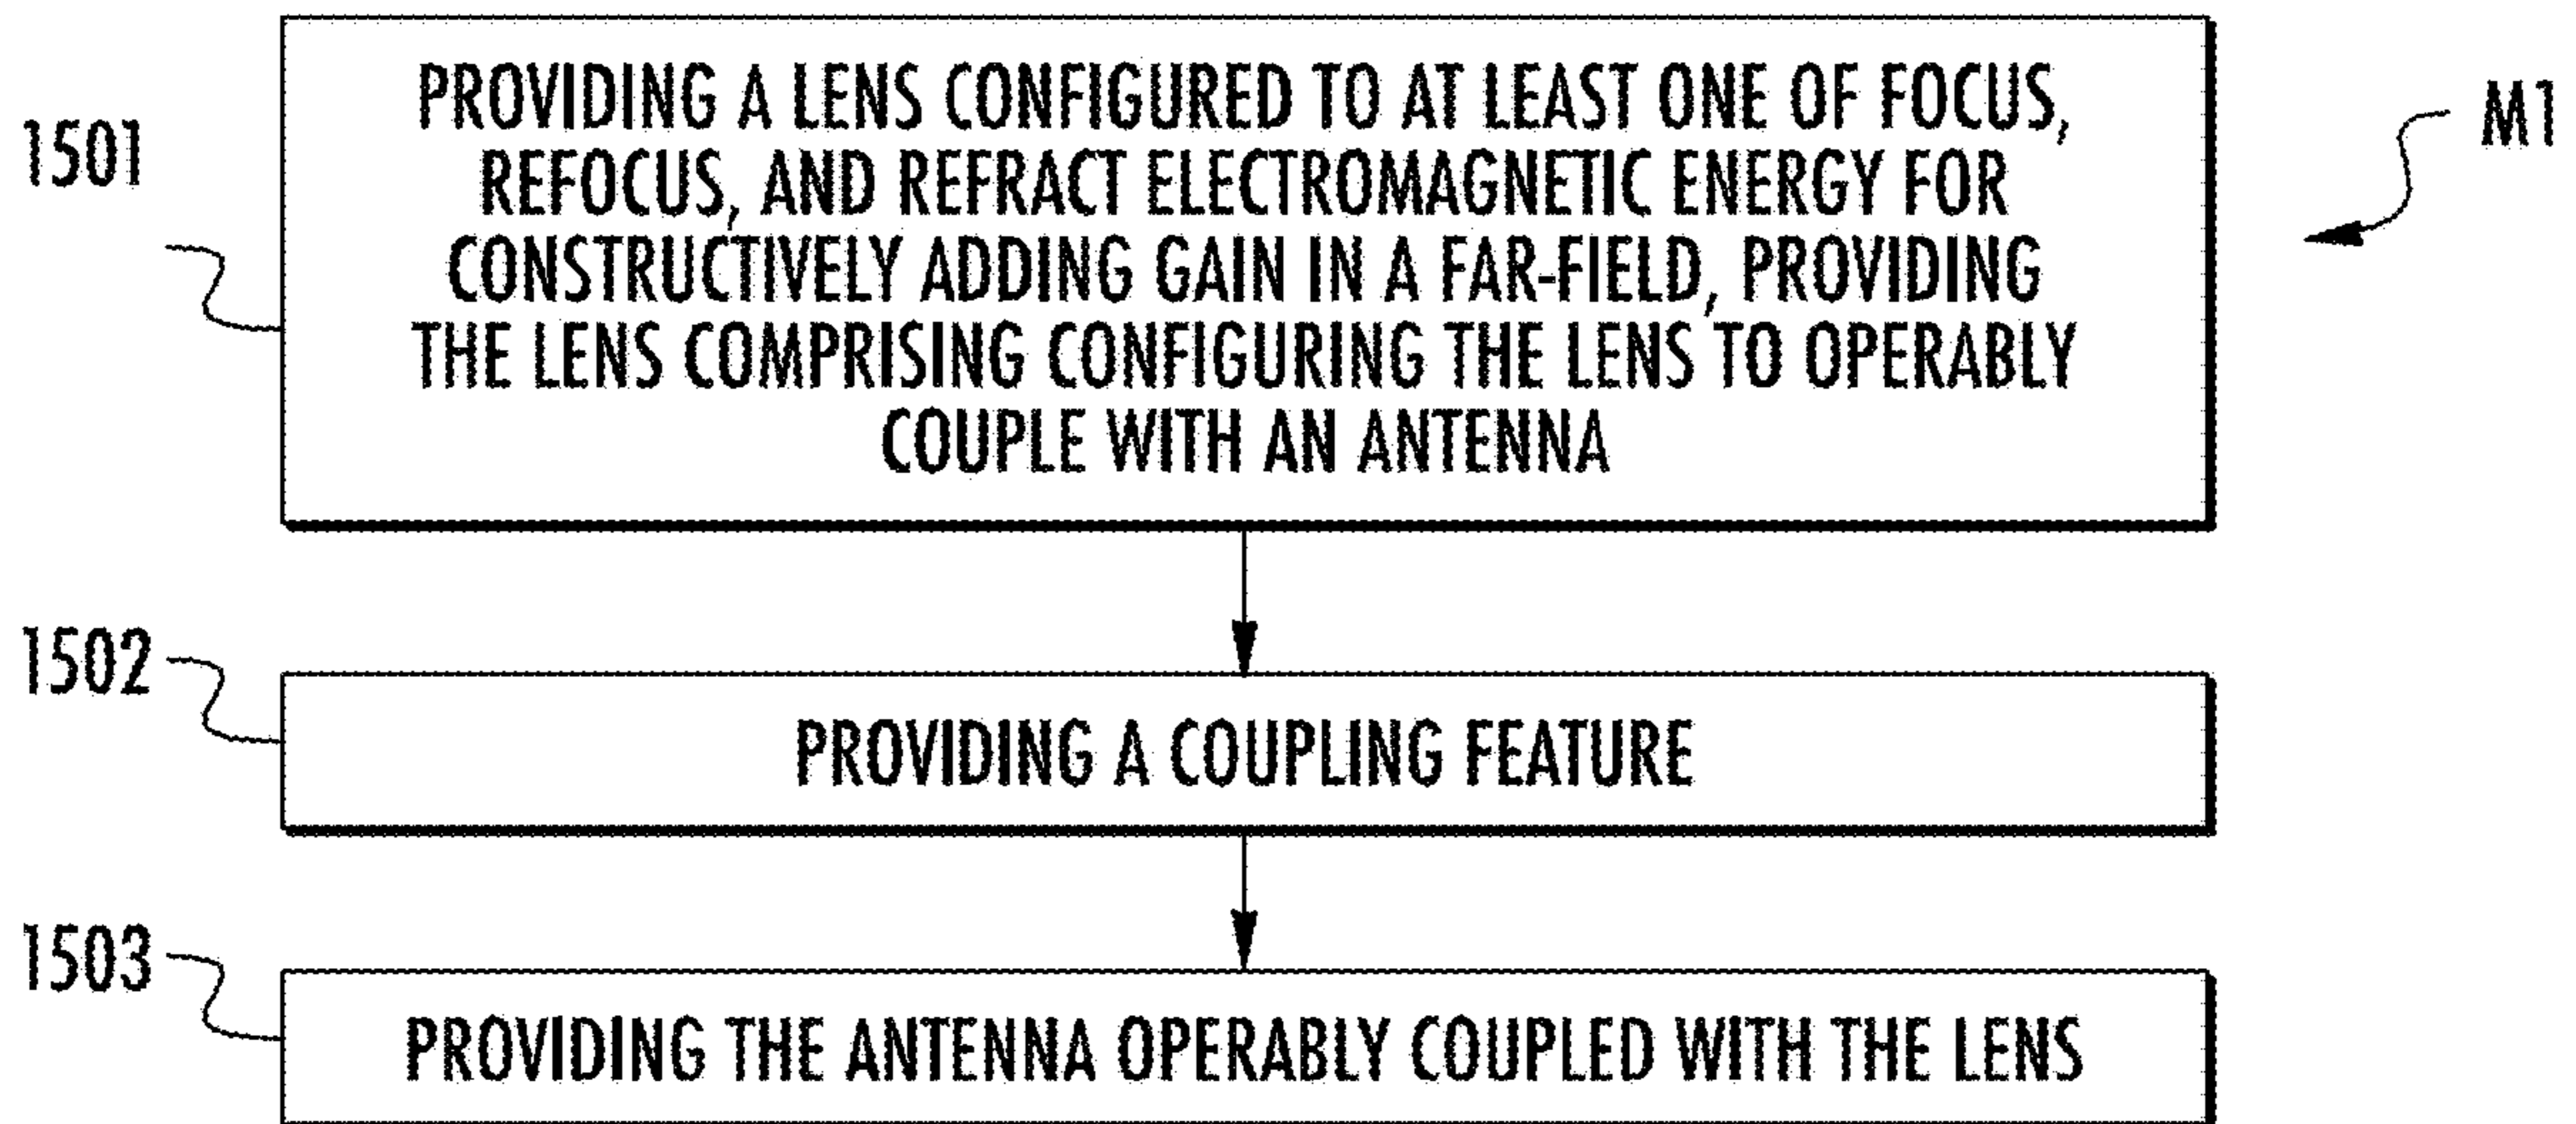 PROVIDING A LENS CONFIGURED TO AT LEAST ONE OF FOCUS,
REFOCUS, AND REFRACT ELECTROMAGNETIC ENERGY FOR
CONSTRUCTIVELY ADDING GAIN IN A FAR-FIELD, PROVIDING
THE LENS COMPRISING CONFIGURING THE LENS TO OPERABLY
COUPLE WITH AN ANTENNA
1501
M1
1502
PROVIDING A COUPLING FEATURE
1503
PROVIDING THE ANTENNA OPERABLY COUPLED WITH THE LENS